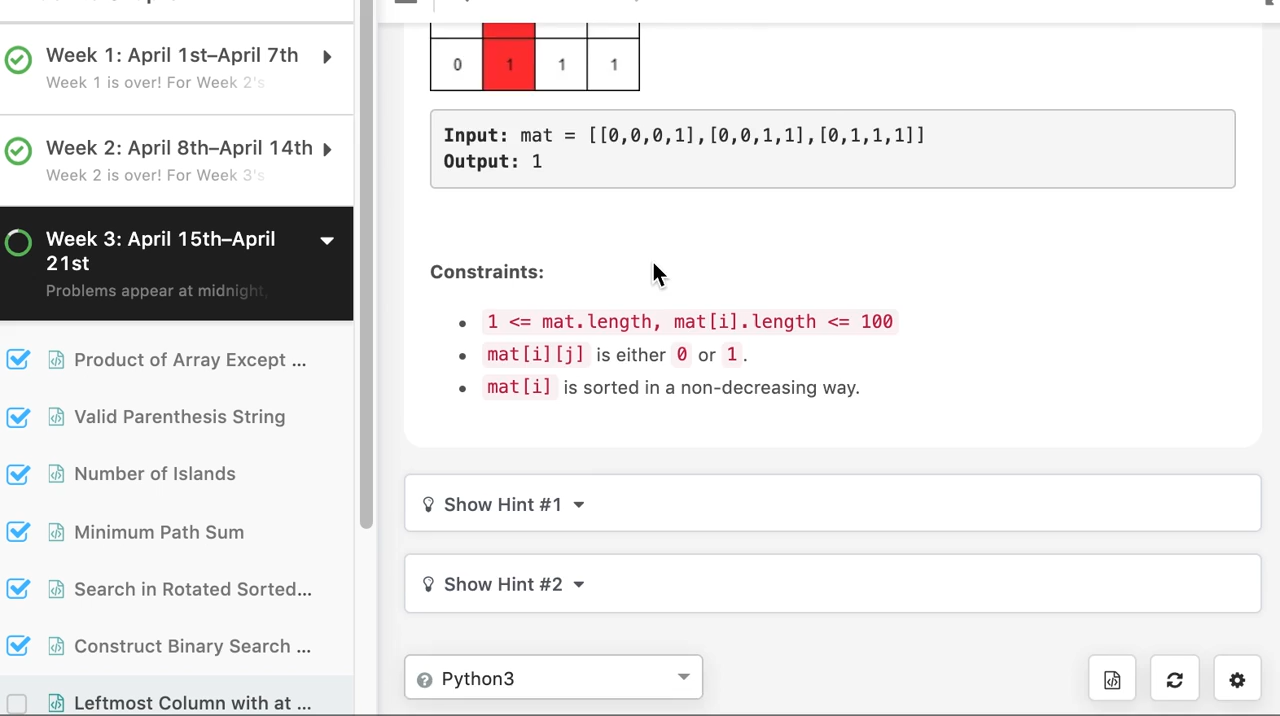 Week 1: April 1st–April 7th
Week 1 is over! For Week 2's
Week 2: April 8th–April 14th
Week 2 is over! For Week 3's
Week 3: April 15th–April
21st
Problems appear at midnight,
Product of Array Except ...
Valid Parenthesis String
Number of Islands
Minimum Path Sum
Search in Rotated Sorted...
Construct Binary Search ...
Leftmost Column with at ...
0 1 1 1
Input: mat = [[0,0,0,1],[0,0,1,1],[0,1,1,1]]
Output: 1
Constraints:
1 <= mat.length, mat[i].length <= 100
mat[i][j] is either 0 or 1.
mat[i] is sorted in a non-decreasing way.
Show Hint #1
Show Hint #2
Python3